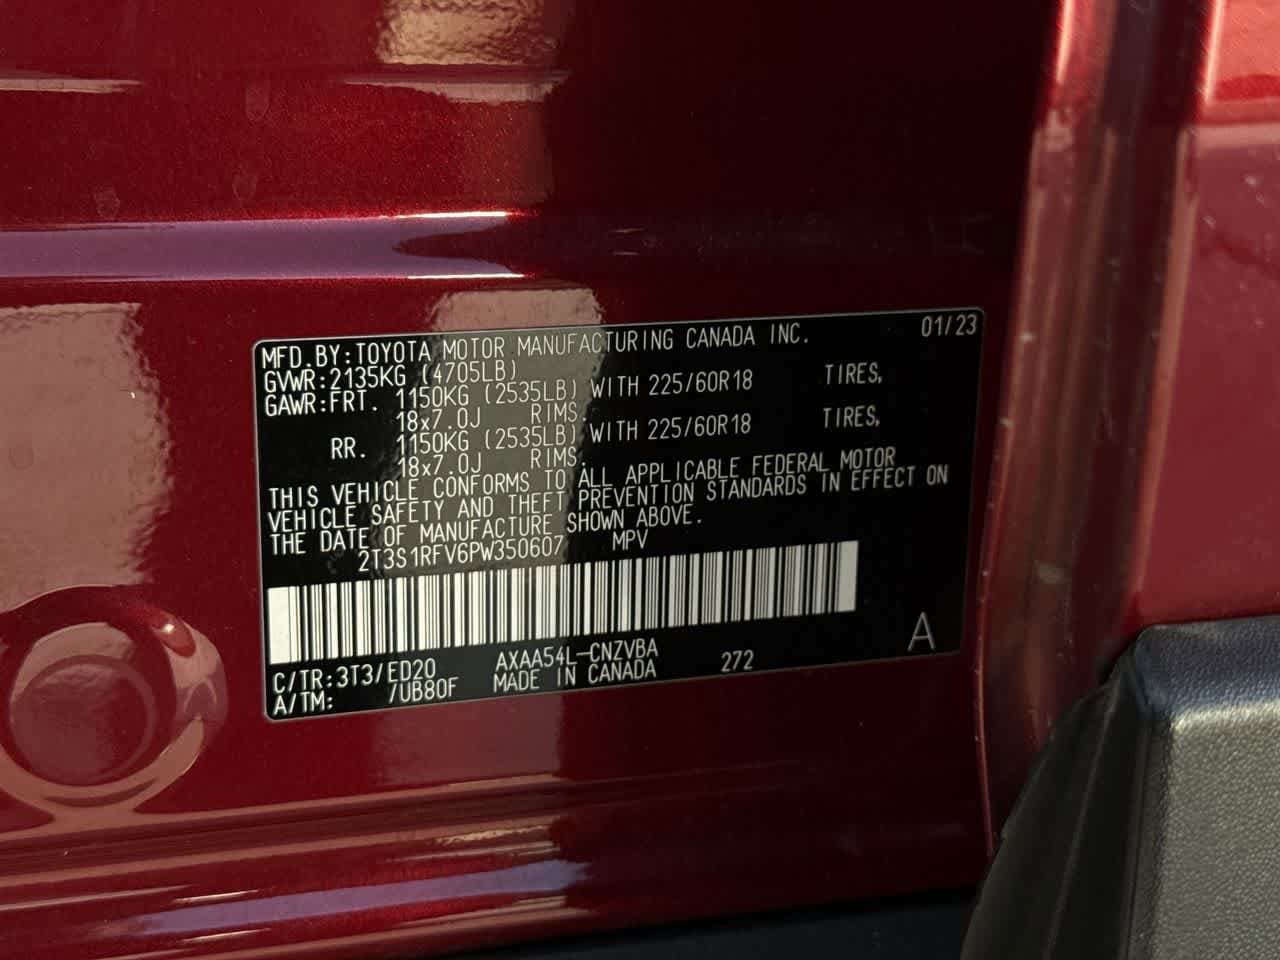 MFD.BY:TOYOTA MOTOR MANUFACTURING CANADA INC. 01/23
GVWR:2135KG (4705LB)
GAWR:FRT. 1150KG (2535LB) WITH 225/60R18 TIRES,
18x7.0J RIMS.
RR. 1150KG (2535LB) WITH 225/60R18 TIRES,
18x7.0J RIMS.
THIS VEHICLE CONFORMS TO ALL APPLICABLE FEDERAL MOTOR
VEHICLE SAFETY AND THEFT PREVENTION STANDARDS IN EFFECT ON
THE DATE OF MANUFACTURE SHOWN ABOVE.
2T3S1RFV6PW350607 MPV
C/TR:3T3/ED20 AXAA54L-CNZVBA 272 A
A/TM: /UB80F MADE IN CANADA